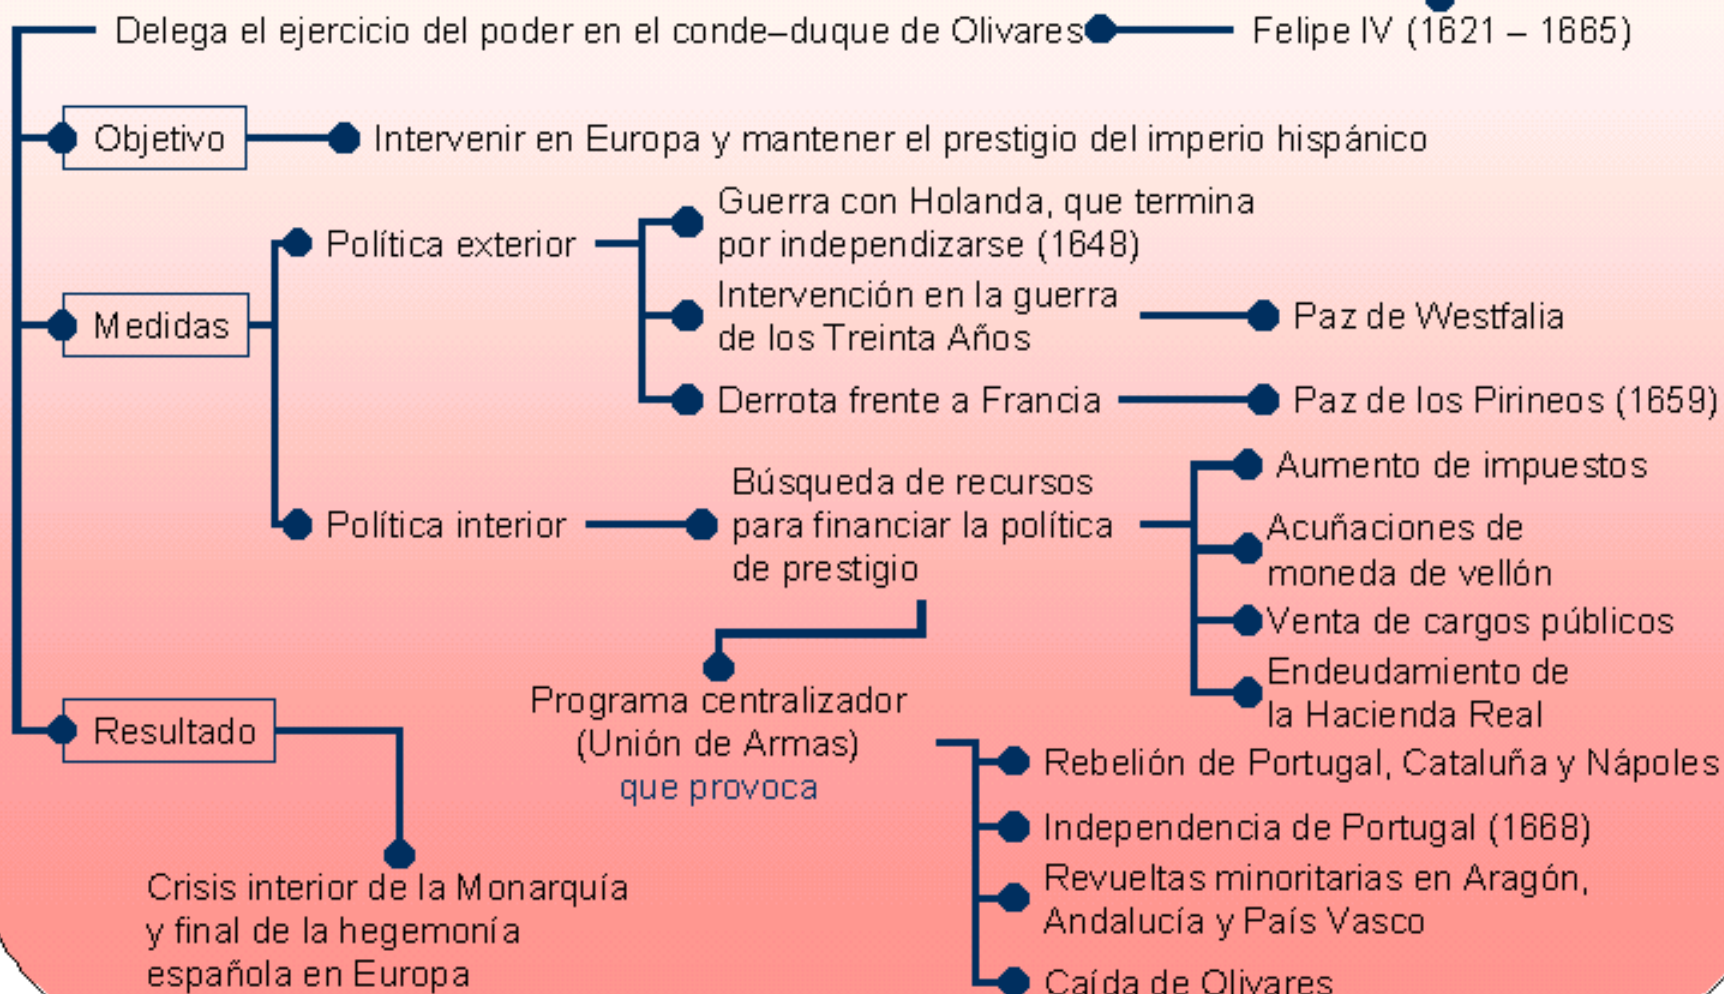 Delega el ejercicio del poder en el conde–duque de Olivares
Felipe IV (1621 – 1665)
Objetivo
Intervenir en Europa y mantener el prestigio del imperio hispánico
Medidas
Política exterior
Guerra con Holanda, que termina
por independizarse (1648)
Intervención en la guerra
de los Treinta Años
Paz de Westfalia
Derrota frente a Francia
Paz de los Pirineos (1659)
Política interior
Búsqueda de recursos
para financiar la política
de prestigio
Aumento de impuestos
Acuñaciones de
moneda de vellón
Venta de cargos públicos
Endeudamiento de
la Hacienda Real
Programa centralizador
(Unión de Armas)
que provoca
Rebelión de Portugal, Cataluña y Nápoles
Independencia de Portugal (1668)
Revueltas minoritarias en Aragón,
Andalucía y País Vasco
Caída de Olivares
Resultado
Crisis interior de la Monarquía
y final de la hegemonía
española en Europa